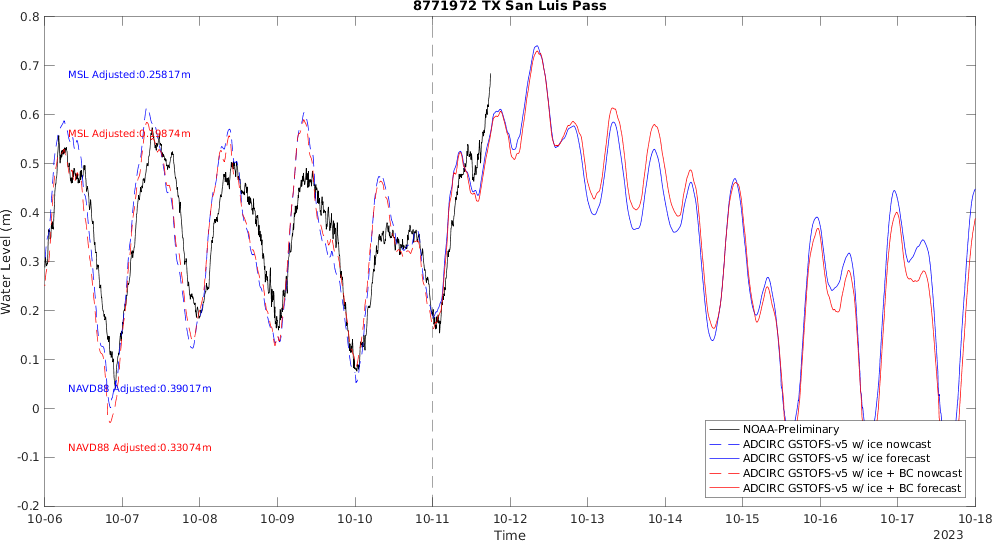 8771972 TX San Luis Pass
0.8
0.7
0.6
0.5
0.4
0.3
0.2
0.1
0
-0.1
-0.2
Water Level (m)
MSL Adjusted:0.25817m
MSL Adjusted:0.19874m
NAVD88 Adjusted:0.39017m
NAVD88 Adjusted:0.33074m
NOAA-Preliminary
ADCIRC GSTOFS-v5 w/ ice nowcast
ADCIRC GSTOFS-v5 w/ ice forecast
ADCIRC GSTOFS-v5 w/ ice + BC nowcast
ADCIRC GSTOFS-v5 w/ ice + BC forecast
10-06 10-07 10-08 10-09 10-10 10-11 10-12 10-13 10-14 10-15 10-16 10-17 10-18
Time
2023